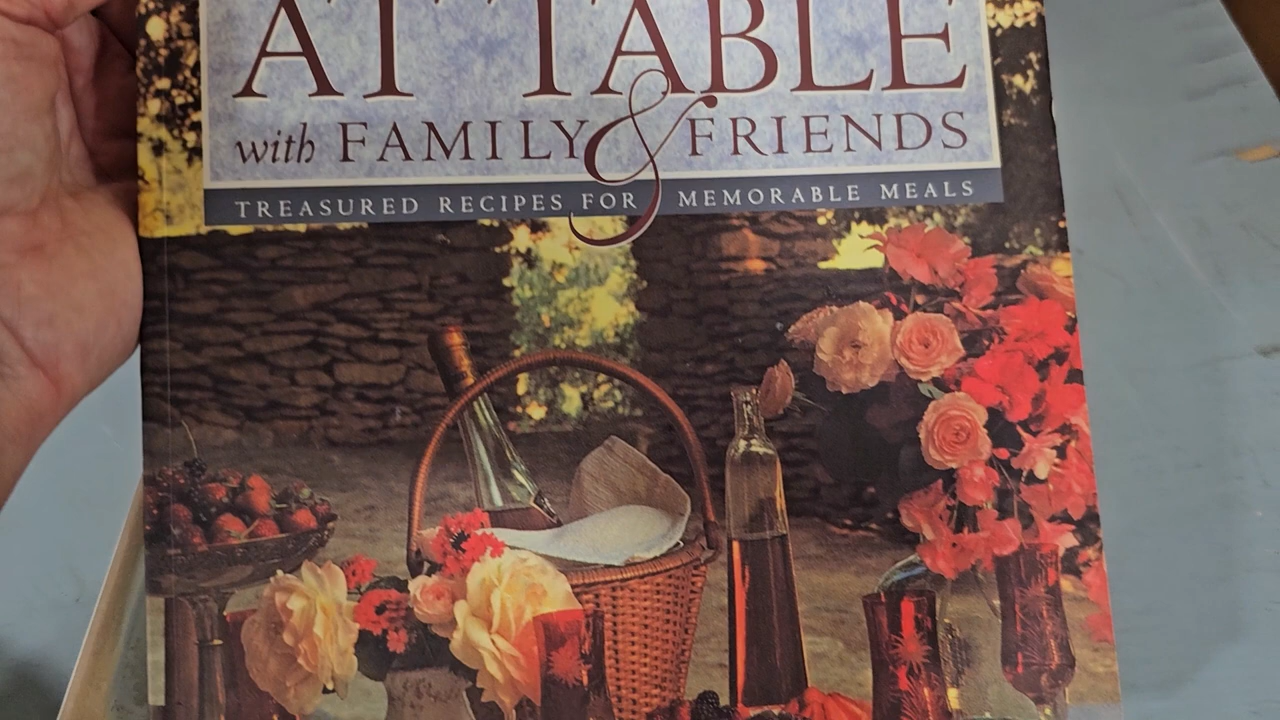 AT TABLE
with FAMILY & FRIENDS
TREASURED RECIPES FOR MEMORABLE MEALS